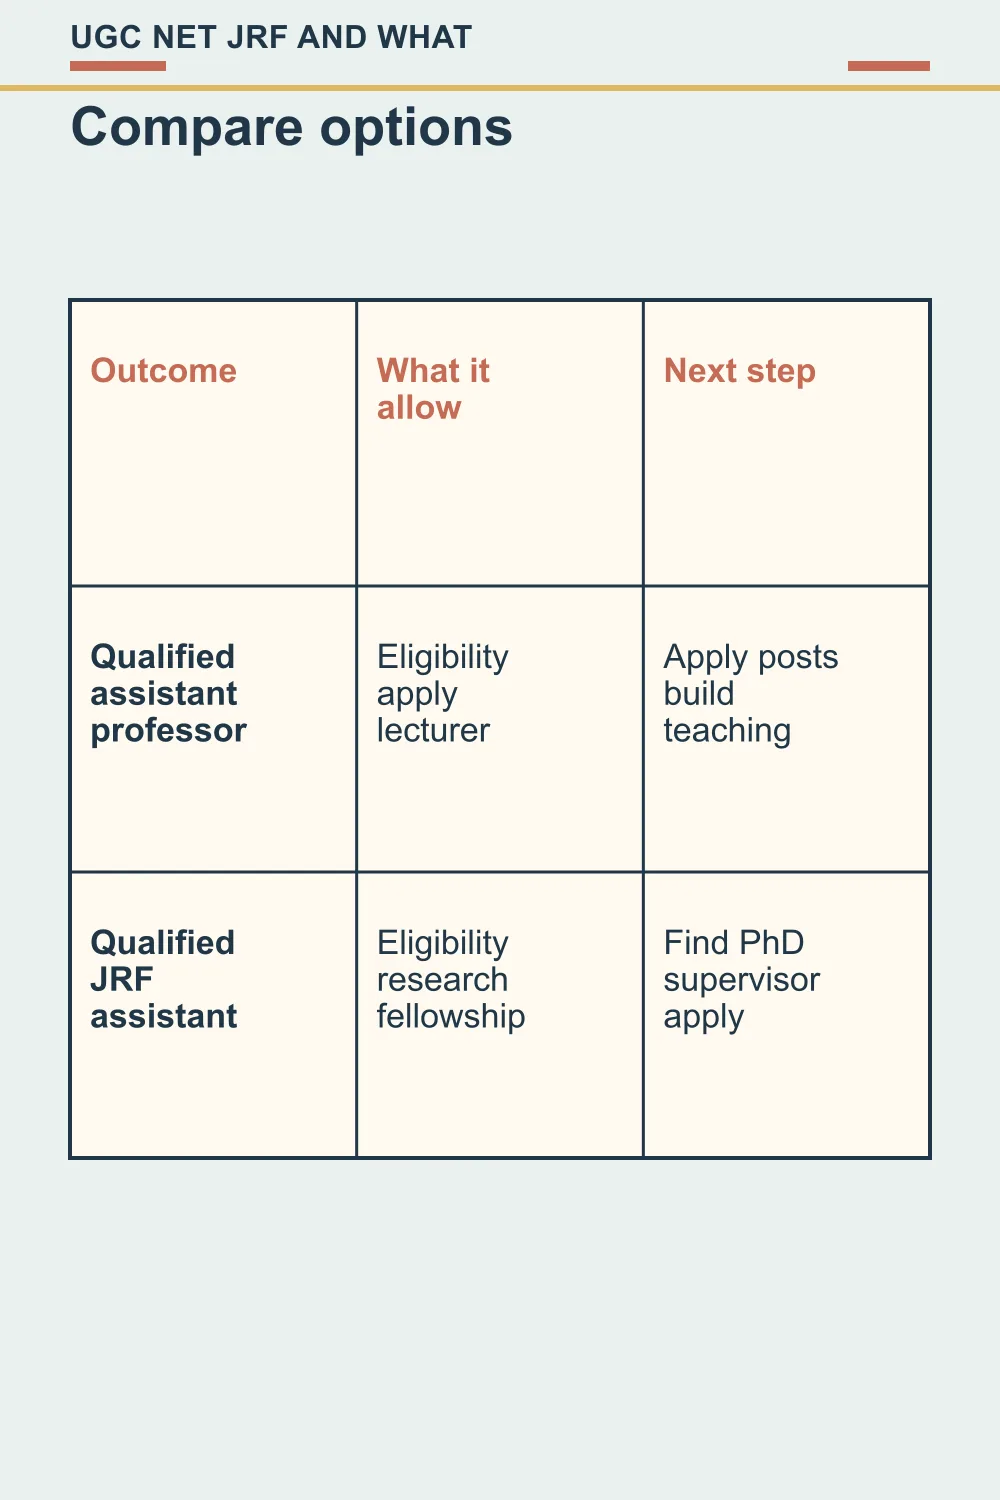 UGC NET JRF AND WHAT
Compare options
Outcome
What it
allow
Next step
Qualified
assistant
professor
Eligibility
apply
lecturer
Apply posts
build
teaching
Qualified
JRF
assistant
Eligibility
research
fellowship
Find PhD
supervisor
apply